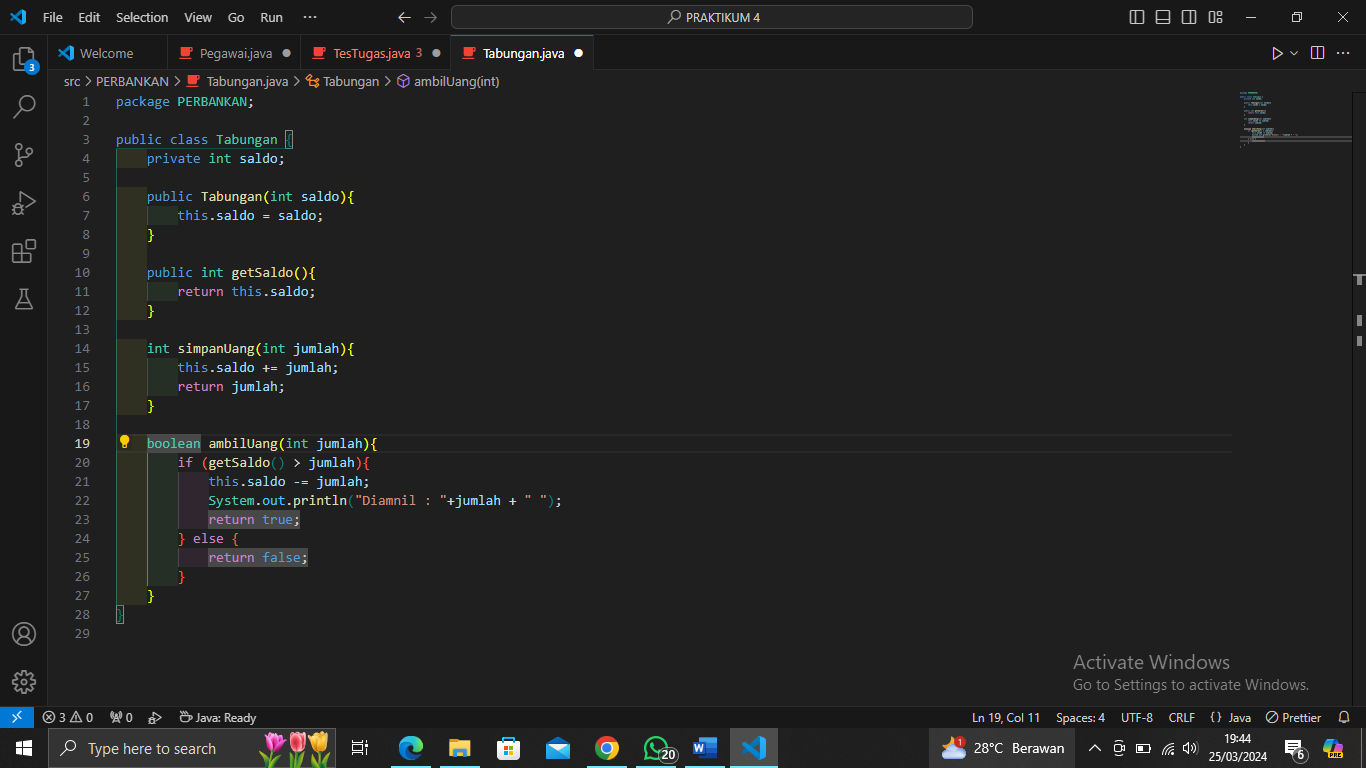 File Edit Selection View Go Run ··· PRAKTIKUM 4
Welcome Pegawai.java TesTugas.java 3 Tabungan.java
src > PERBANKAN > Tabungan.java > Tabungan > ambilUang(int)
1 package PERBANKAN;
2
3 public class Tabungan {
4 private int saldo;
5
6 public Tabungan(int saldo){
7 this.saldo = saldo;
8 }
9
10 public int getSaldo(){
11 return this.saldo;
12 }
13
14 int simpanUang(int jumlah){
15 this.saldo += jumlah;
16 return jumlah;
17 }
18
19 boolean ambilUang(int jumlah){
20 if (getSaldo() > jumlah){
21 this.saldo -= jumlah;
22 System.out.println("Diamnil : "+jumlah + " ");
23 return true;
24 } else {
25 return false;
26 }
27 }
28 }
29
3
Activate Windows
Go to Settings to activate Windows.
3 0 0 Java: Ready Ln 19, Col 11 Spaces: 4 UTF-8 CRLF {} Java Prettier
Type here to search 20 W 1 28°C Berawan 19:44 6 PRE
25/03/2024